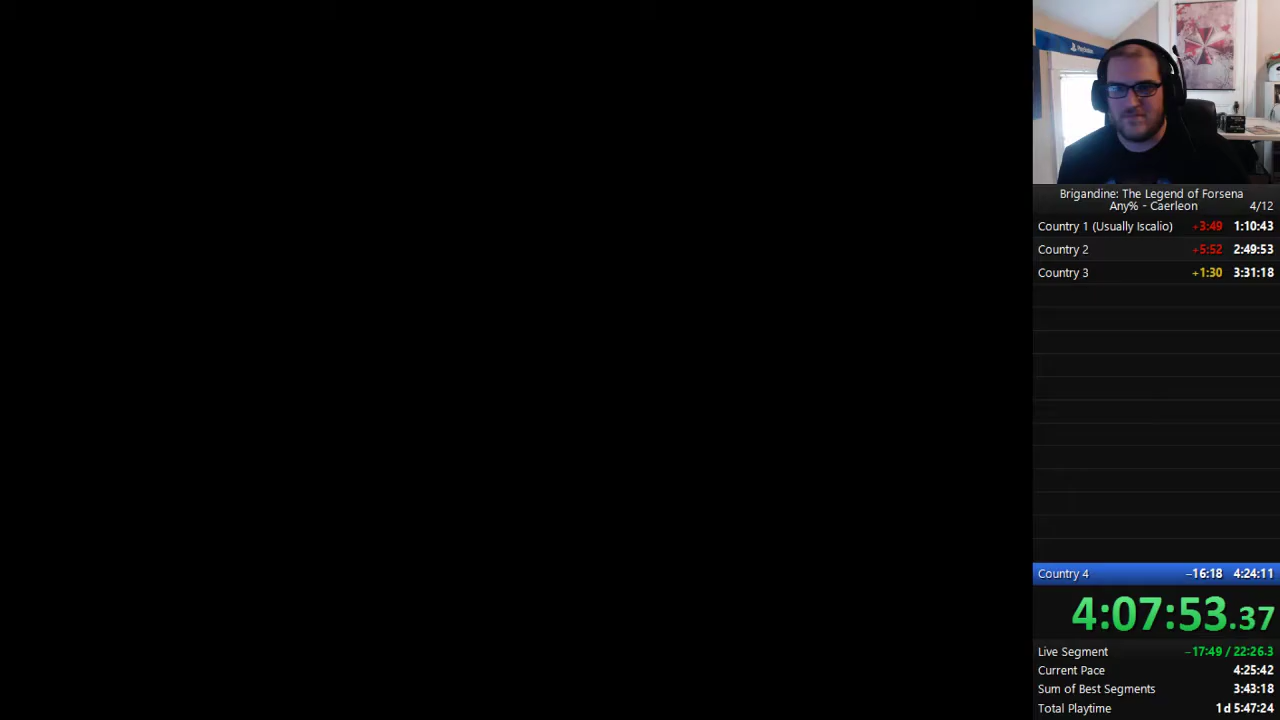 PlayStation
Brigandine: The Legend of Forsena
Any% - Caerleon 4/12
Country 1 (Usually Iscalio) +3:49 1:10:43
Country 2 +5:52 2:49:53
Country 3 +1:30 3:31:18
Country 4 −16:18 4:24:11
4:07:53.37
Live Segment −17:49 / 22:26.3
Current Pace 4:25:42
Sum of Best Segments 3:43:18
Total Playtime 1 d 5:47:24